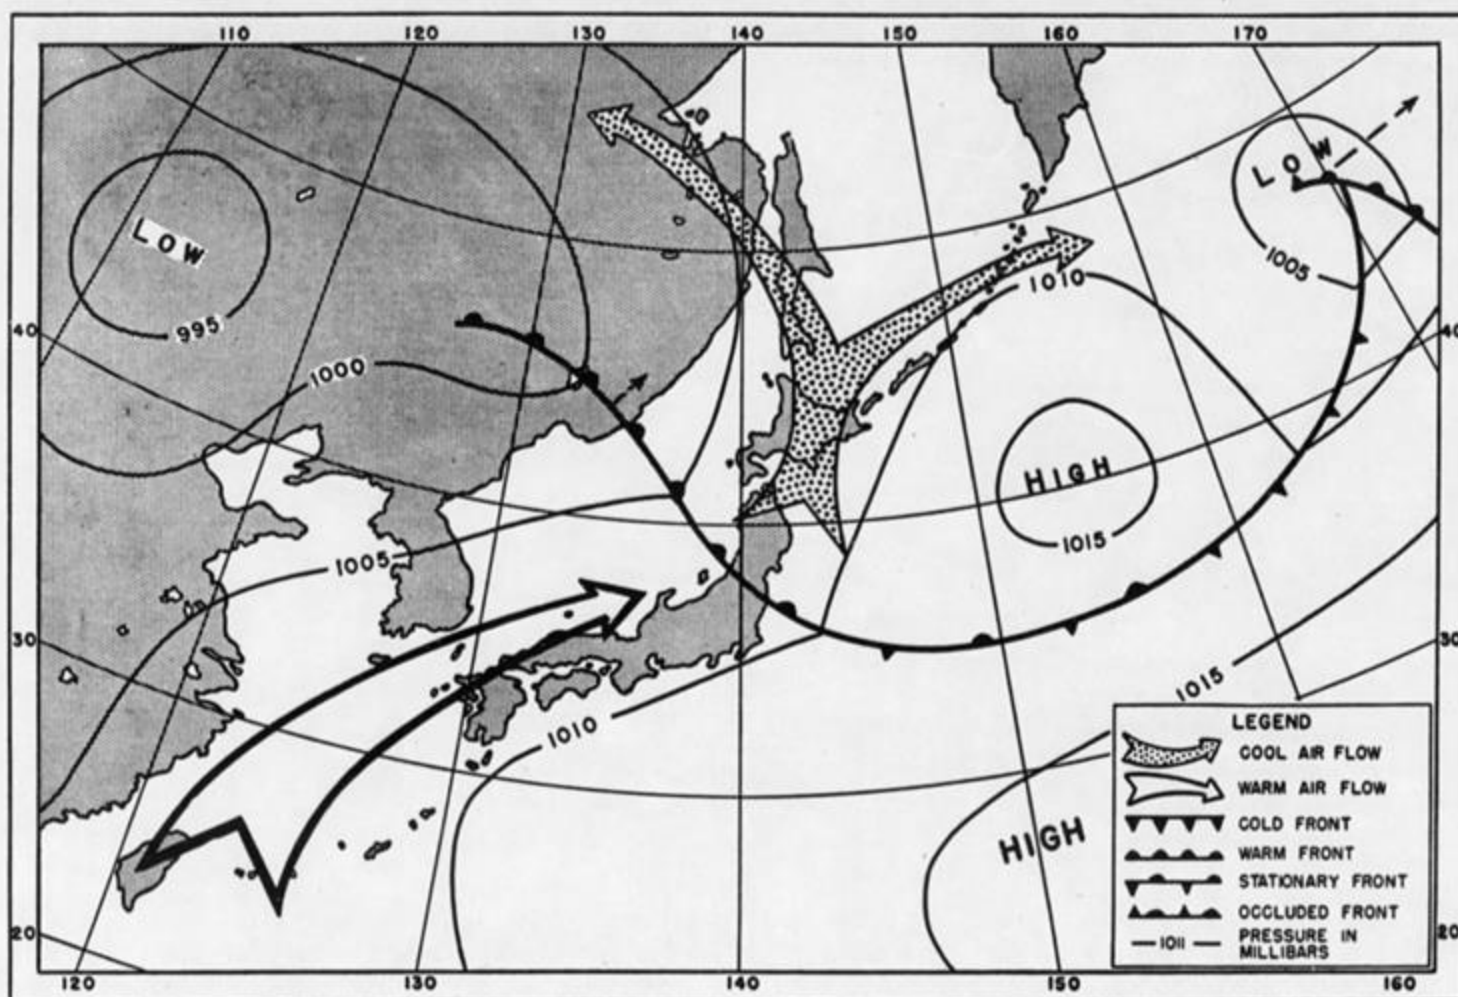 110 120 130 140 150 160 170
LOW
LOW
1005
1010
995
40
40
1000
HIGH
1015
1005
30
30
1015
1010
HIGH
LEGEND
COOL AIR FLOW
WARM AIR FLOW
COLD FRONT
WARM FRONT
STATIONARY FRONT
OCCLUDED FRONT
—1011— PRESSURE IN
MILLIBARS
20
20
120 130 140 150 160